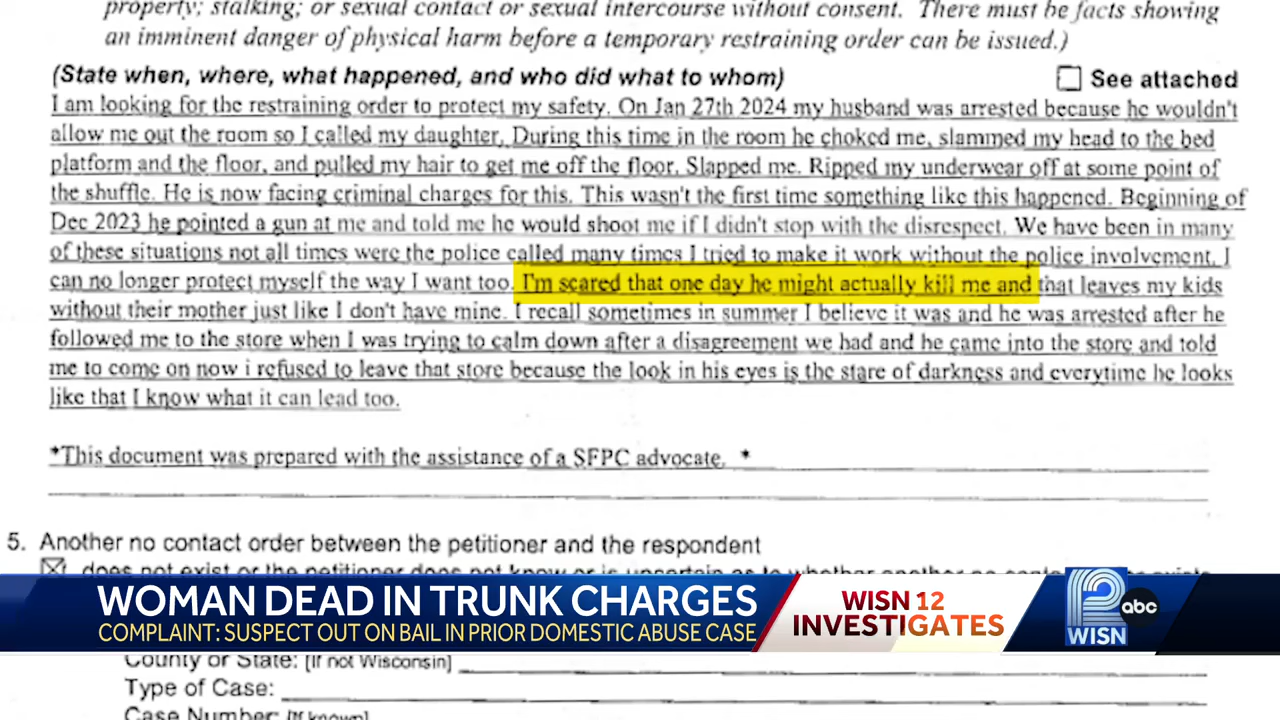 property; stalking; or sexual contact or sexual intercourse without consent. There must be facts showing
an imminent danger of physical harm before a temporary restraining order can be issued.)
(State when, where, what happened, and who did what to whom) See attached
I am looking for the restraining order to protect my safety. On Jan 27th 2024 my husband was arrested because he wouldn't
allow me out the room so I called my daughter. During this time in the room he choked me, slammed my head to the bed
platform and the floor, and pulled my hair to get me off the floor. Slapped me. Ripped my underwear off at some point of
the shuffle. He is now facing criminal charges for this. This wasn't the first time something like this happened. Beginning of
Dec 2023 he pointed a gun at me and told me he would shoot me if I didn't stop with the disrespect. We have been in many
of these situations not all times were the police called many times I tried to make it work without the police involvement. I
can no longer protect myself the way I want too. I'm scared that one day he might actually kill me and that leaves my kids
without their mother just like I don't have mine. I recall sometimes in summer I believe it was and he was arrested after he
followed me to the store when I was trying to calm down after a disagreement we had and he came into the store and told
me to come on now i refused to leave that store because the look in his eyes is the stare of darkness and everytime he looks
like that I know what it can lead too.
*This document was prepared with the assistance of a SFPC advocate. *
5. Another no contact order between the petitioner and the respondent
does not exist or the petitioner does not know or is uncertain as to whether another no
WOMAN DEAD IN TRUNK CHARGES
COMPLAINT: SUSPECT OUT ON BAIL IN PRIOR DOMESTIC ABUSE CASE
WISN 12
INVESTIGATES
12
abc
WISN
County or State: [If not Wisconsin]
Type of Case:
Case Number: [If known]